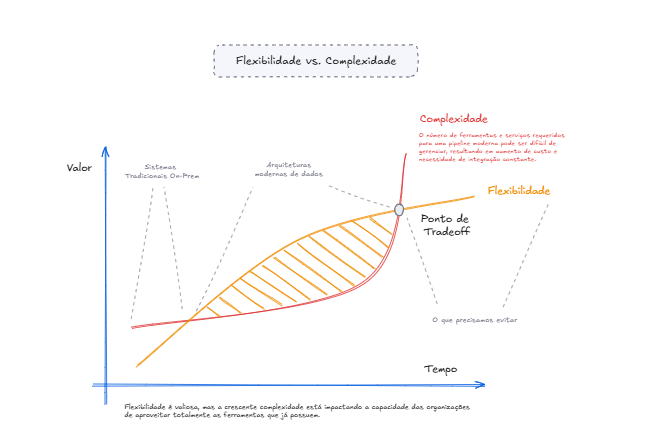 Flexibilidade vs. Complexidade
Complexidade
O número de ferramentas e serviços requeridos
para uma pipeline moderna pode ser difícil de
gerenciar, resultando em aumento de custo e
necessidade de integração constante.
Valor
Sistemas
Tradicionais On-Prem
Arquiteturas
modernas de dados
Flexibilidade
Ponto de
Tradeoff
O que precisamos evitar
Tempo
Flexibilidade é valiosa, mas a crescente complexidade está impactando a capacidade das organizações
de aproveitar totalmente as ferramentas que já possuem.